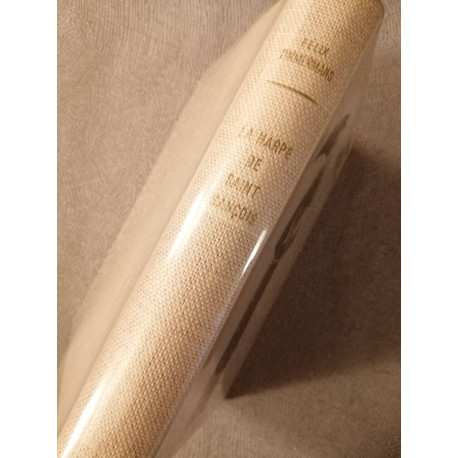 FELIX
TIMMERMANS
LA HARPE
DE
SAINT
FRANÇOIS